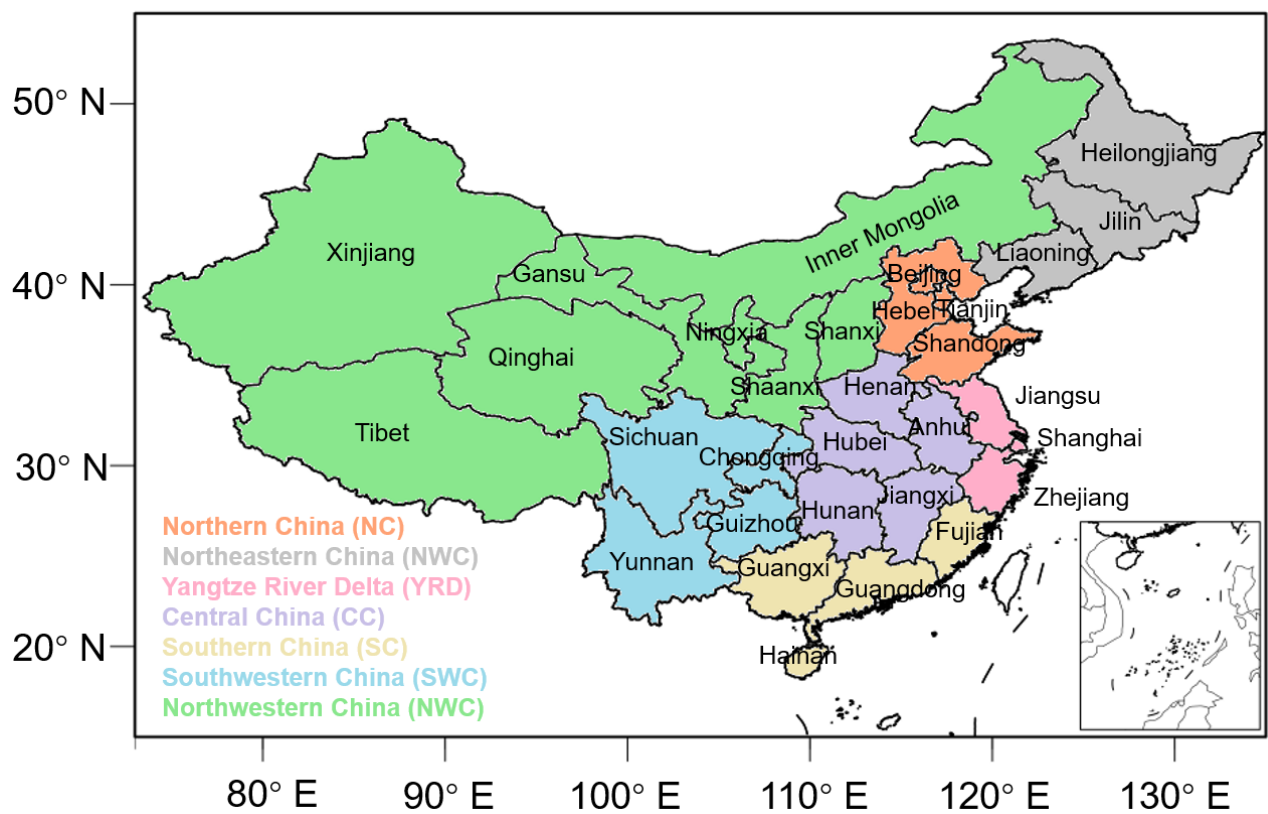 50° N
40° N
30° N
20° N
Heilongjiang
Jilin
Inner Mongolia
Liaoning
Xinjiang
Gansu
Beijing
Hebei
Tianjin
Ningxia
Shanxi
Shandong
Qinghai
Shaanxi
Henan
Jiangsu
Tibet
Sichuan
Hubei
Anhui
Shanghai
Chongqing
Jiangxi
Zhejiang
Hunan
Guizhou
Fujian
Yunnan
Guangxi
Guangdong
Hainan
Northern China (NC)
Northeastern China (NWC)
Yangtze River Delta (YRD)
Central China (CC)
Southern China (SC)
Southwestern China (SWC)
Northwestern China (NWC)
80° E
90° E
100° E
110° E
120° E
130° E